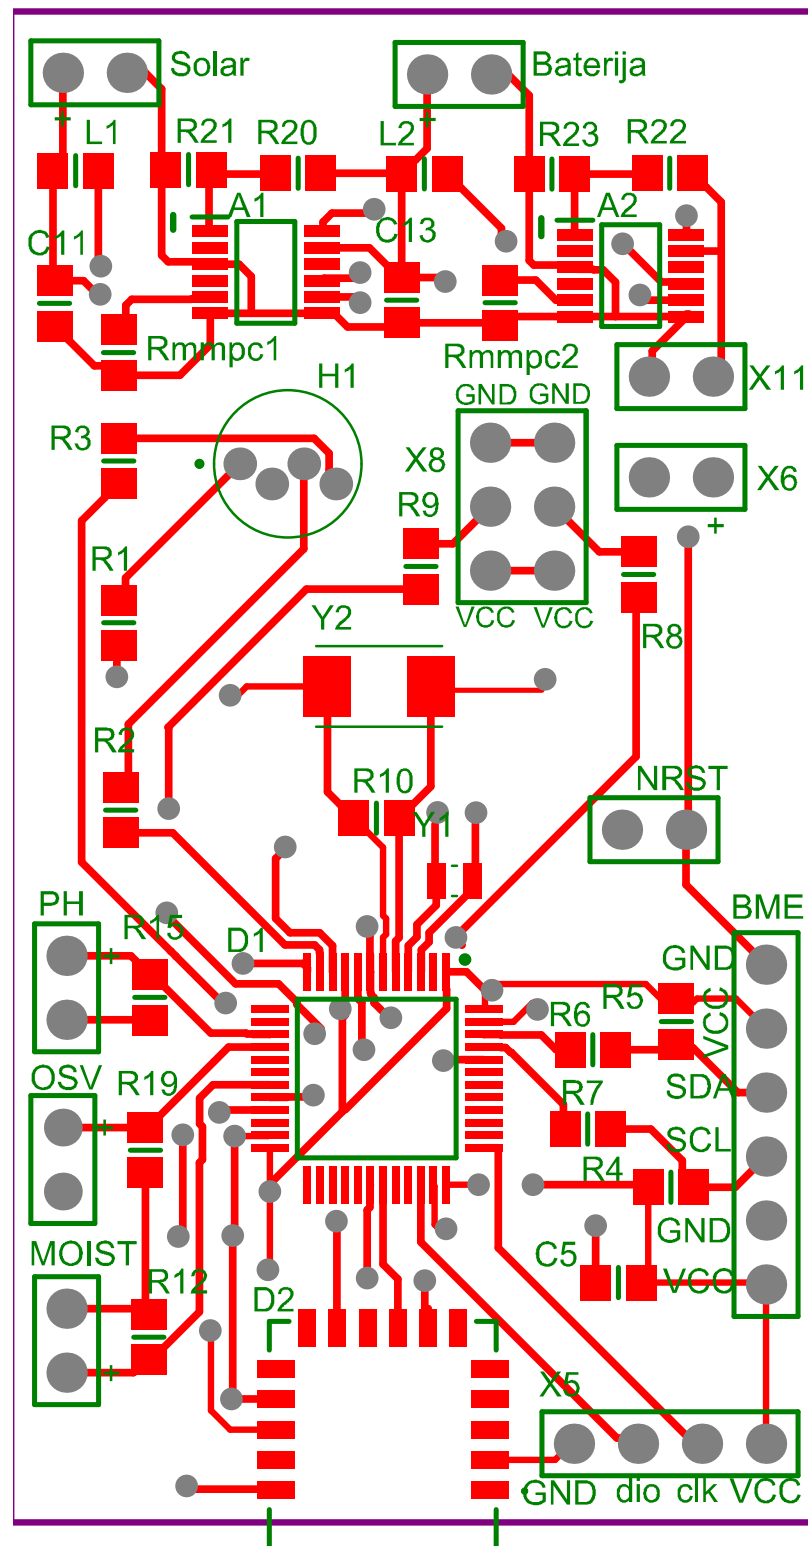 Solar
Baterija
+
+
L1
R21
R20
L2
R23
R22
A1
A2
C11
C13
Rmmpc1
Rmmpc2
H1
X11
GND GND
R3
X8
X6
R9
+
R1
Y2
VCC VCC
R8
R2
R10
NRST
Y1
PH
R15
BME
+
D1
GND
R5
R6
VCC
OSV
R19
SDA
R7
+
SCL
R4
MOIST
GND
C5
R12
VCC
D2
+
X5
GND dio clk VCC